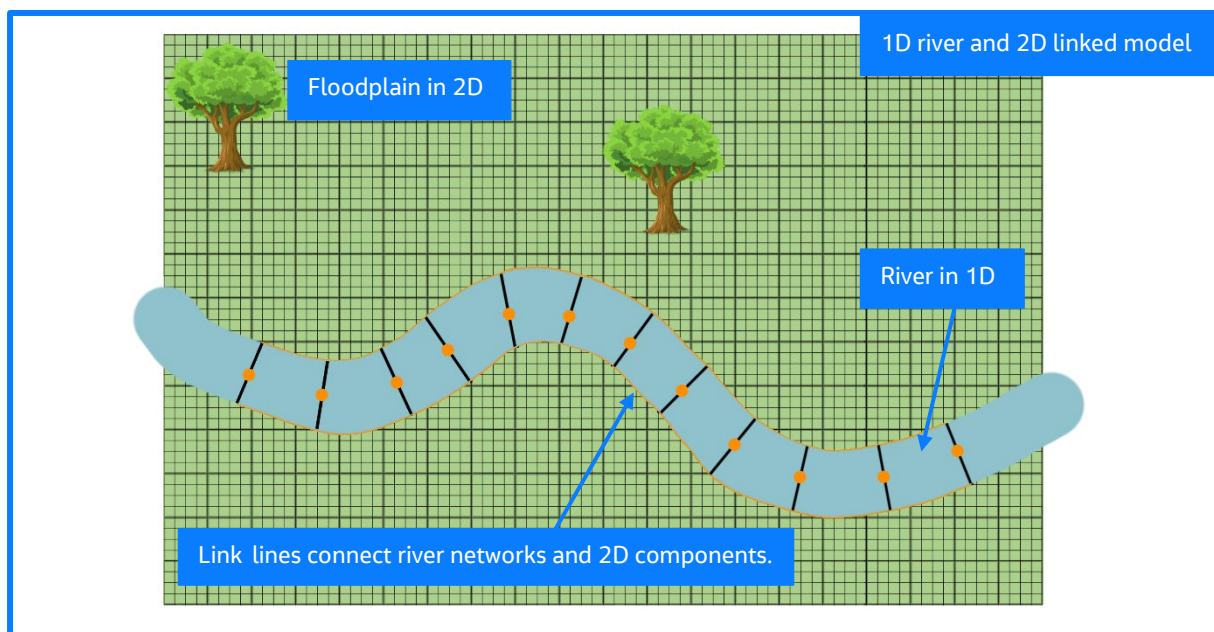 1D river and 2D linked model
Floodplain in 2D
River in 1D
Link lines connect river networks and 2D components.